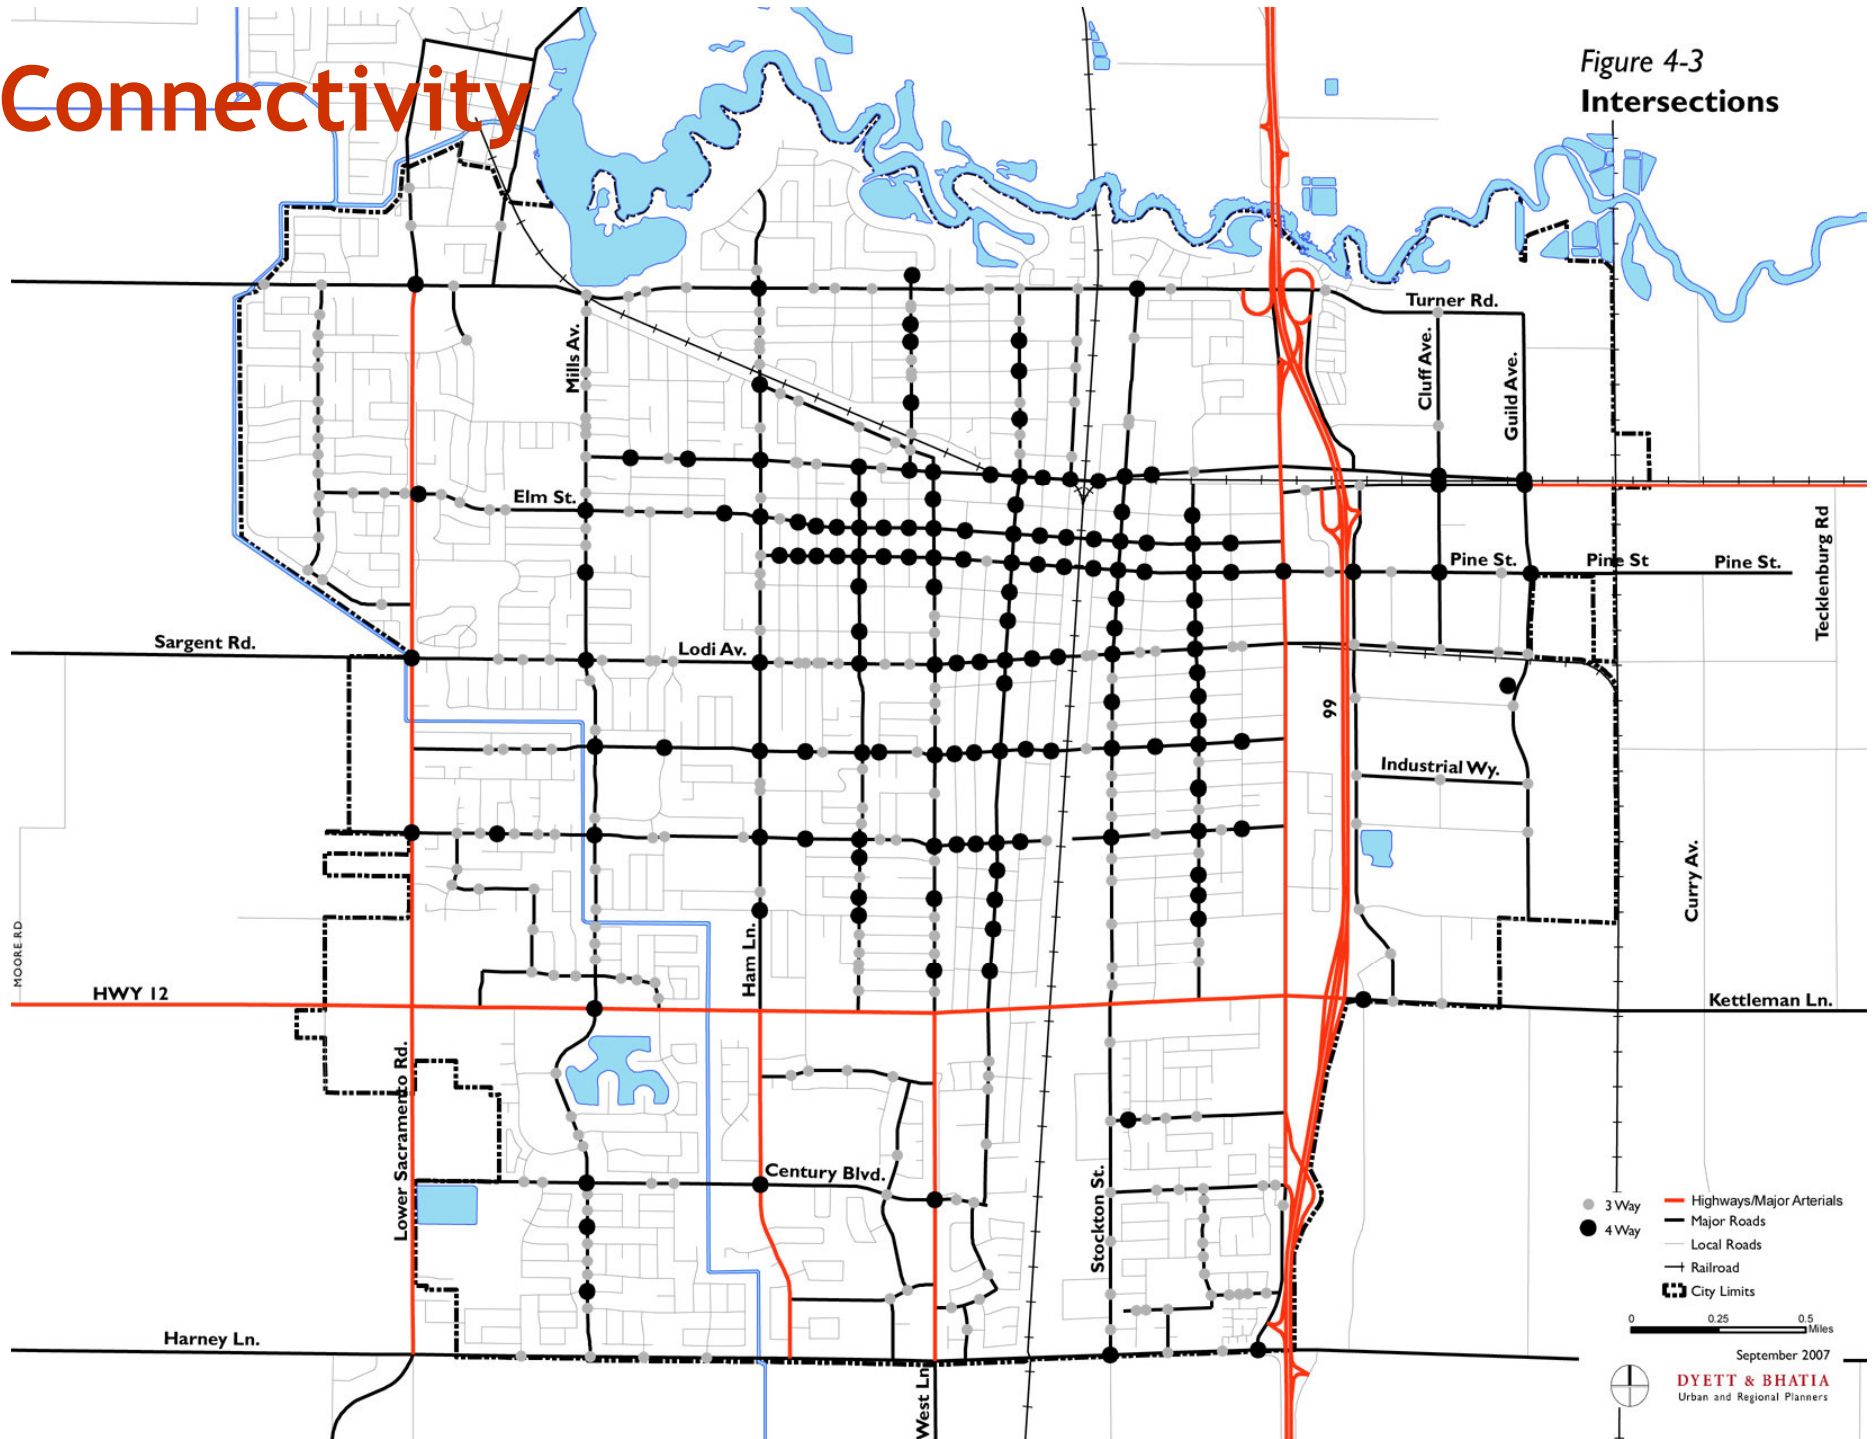 Connectivity
Figure 4-3
Intersections
Turner Rd.
Cluff Ave.
Guild Ave.
Mills Av.
Elm St.
Pine St.
Pine St
Pine St.
Tecklenburg Rd
Sargent Rd.
Lodi Av.
99
Industrial Wy.
Curry Av.
MOORE RD
Ham Ln.
HWY 12
Kettleman Ln.
Lower Sacramento Rd.
Century Blvd.
Stockton St.
Harney Ln.
West Ln
3 Way
4 Way
Highways/Major Arterials
Major Roads
Local Roads
Railroad
City Limits
0 0.25 0.5
Miles
September 2007
DYETT & BHATIA
Urban and Regional Planners